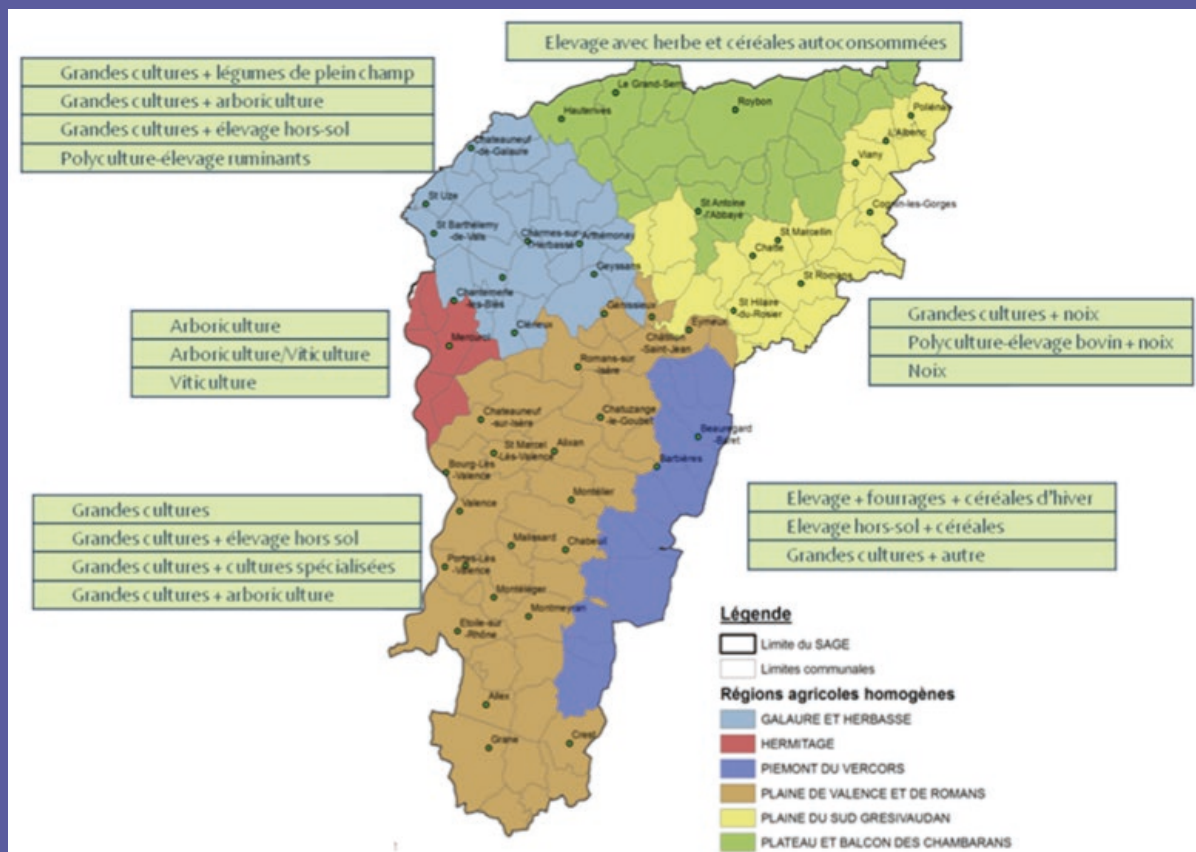 Elevage avec herbe et céréales autoconsommées
Grandes cultures + légumes de plein champ
Grandes cultures + arboriculture
Grandes cultures + élevage hors-sol
Polyculture-élevage ruminants
Le Grand-Serre
Hauterives
Roybon
Poliénas
L'Albenc
Vinay
Chateauneuf
-de-Galaure
St Uze
St Barthélemy
-de-Vals
Charmes-sur
-l'Herbasse
Arthémonay
St Antoine
-l'Abbaye
Cognin-les-Gorges
St Marcellin
Chatte
Geyssans
St Romans
Chantemerle
-les-Blés
Génissieux
St Hilaire
-du-Rosier
Clérieux
Châtillon
-Saint-Jean
Eymeux
Mercurol
Arboriculture
Arboriculture/Viticulture
Viticulture
Grandes cultures + noix
Polyculture-élevage bovin + noix
Noix
Romans-sur
-Isère
Chateauneuf
-sur-Isère
Chatuzange
-le-Goubet
Beauregard
-Baret
St Marcel
-Lès-Valence
Alixan
Barbières
Bourg-Lès
-Valence
Montélier
Valence
Malissard
Chabeuil
Portes-Lès
-Valence
Montéléger
Montmeyran
Etoile-sur
-Rhône
Allex
Grane
Crest
Grandes cultures
Grandes cultures + élevage hors sol
Grandes cultures + cultures spécialisées
Grandes cultures + arboriculture
Elevage + fourrages + céréales d'hiver
Elevage hors-sol + céréales
Grandes cultures + autre
Légende
Limite du SAGE
Limites communales
Régions agricoles homogènes
GALAURE ET HERBASSE
HERMITAGE
PIEMONT DU VERCORS
PLAINE DE VALENCE ET DE ROMANS
PLAINE DU SUD GRESIVAUDAN
PLATEAU ET BALCON DES CHAMBARANS